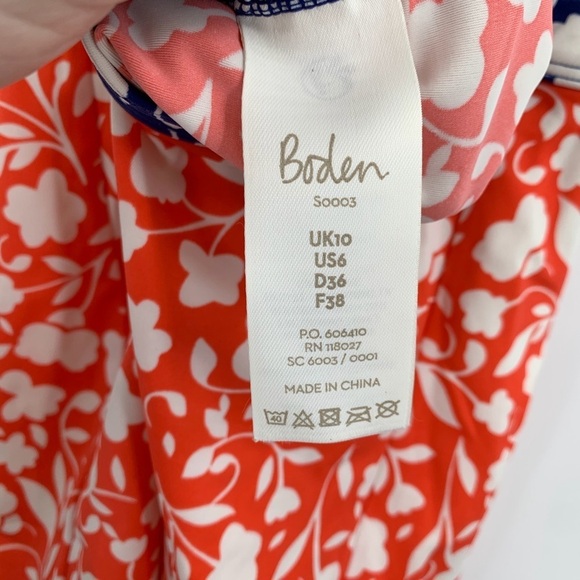 Boden
S0003
UK10
US6
D36
F38
P.O. 606410
RN 118027
SC 6003 / 0001
MADE IN CHINA
40